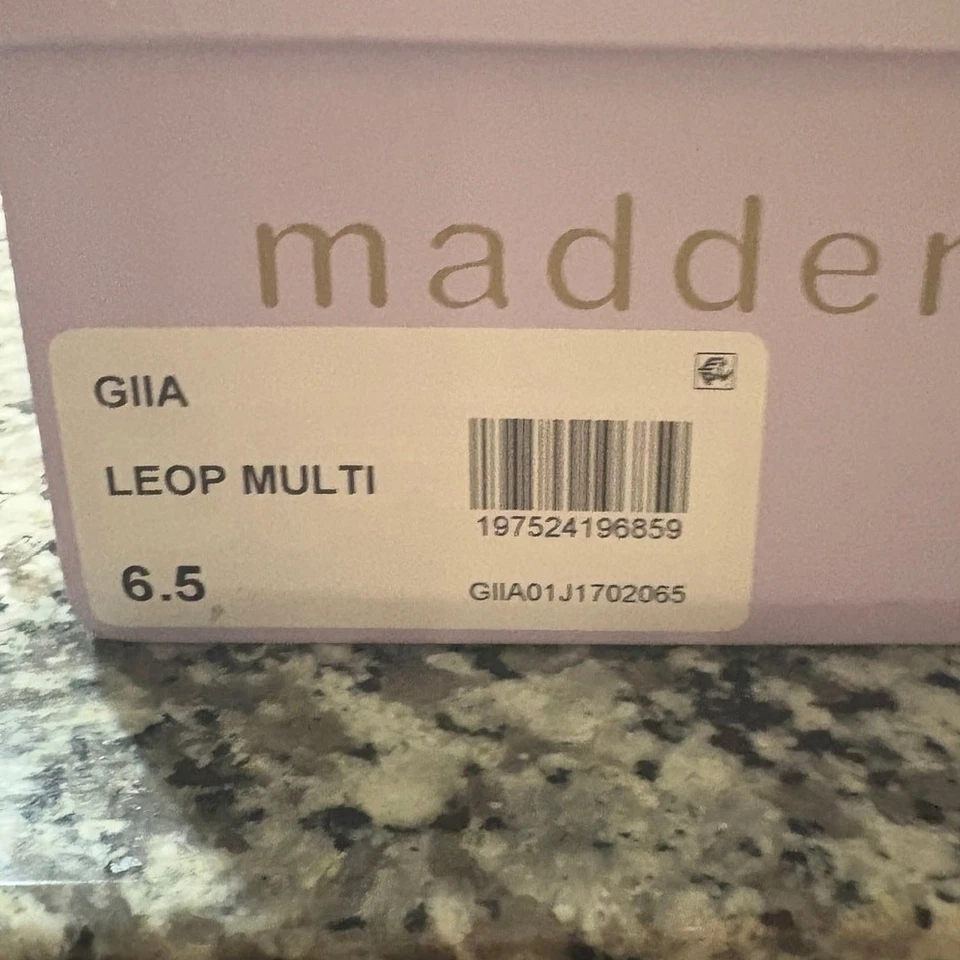 madden
GIIA
LEOP MULTI
197524196859
6.5
GIIA01J1702065